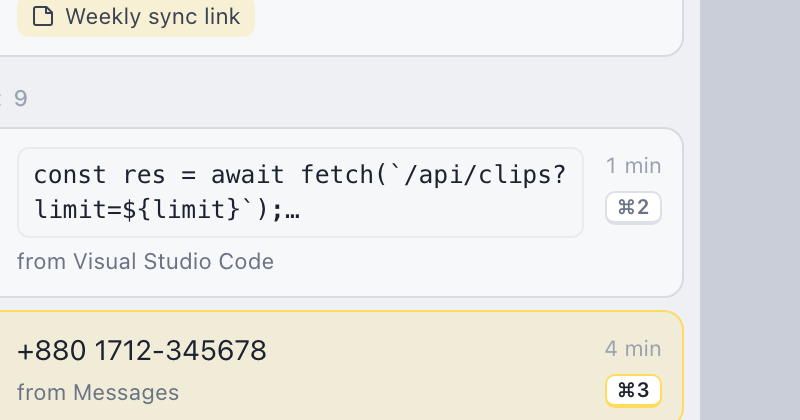 Weekly sync link
9
const res = await fetch(`/api/clips?
limit=${limit}`);…
1 min
⌘2
from Visual Studio Code
+880 1712-345678
4 min
⌘3
from Messages